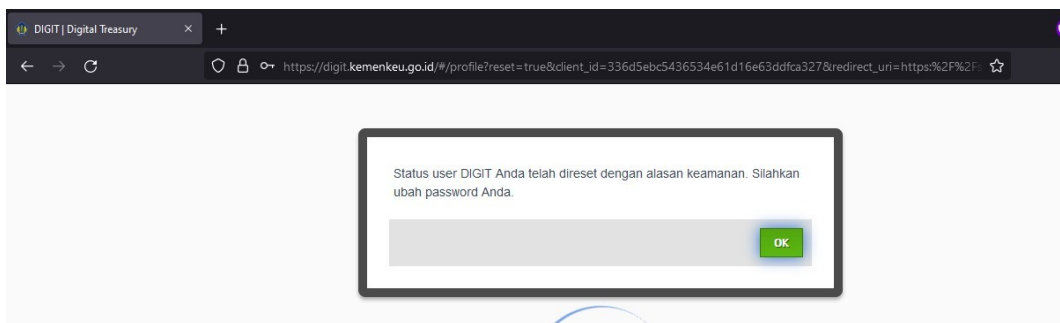 DIGIT | Digital Treasury
https://digit.kemenkeu.go.id/#/profile?reset=true&client_id=336d5ebc5436534e61d16e63ddfca327&redirect_uri=https:%2F%2F
Status user DIGIT Anda telah direset dengan alasan keamanan. Silahkan
ubah password Anda.
OK